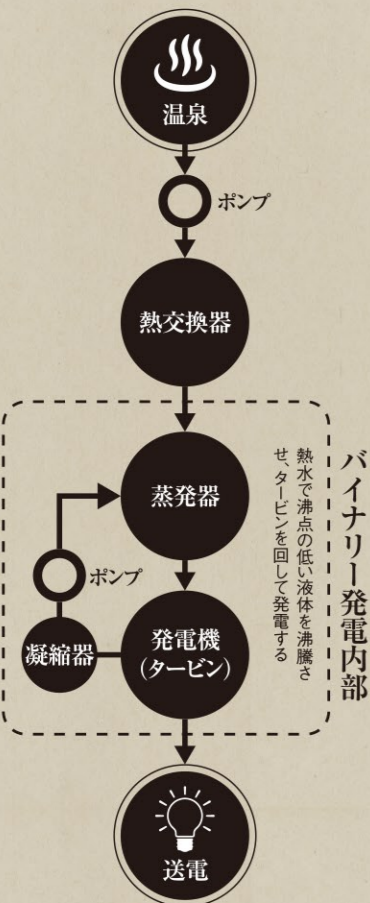 温泉
ポンプ
熱交換器
バイナリー発電内部
熱水で沸点の低い液体を沸騰さ
せ、タービンを回して発電する
蒸発器
ポンプ
凝縮器
発電機
(タービン)
送電